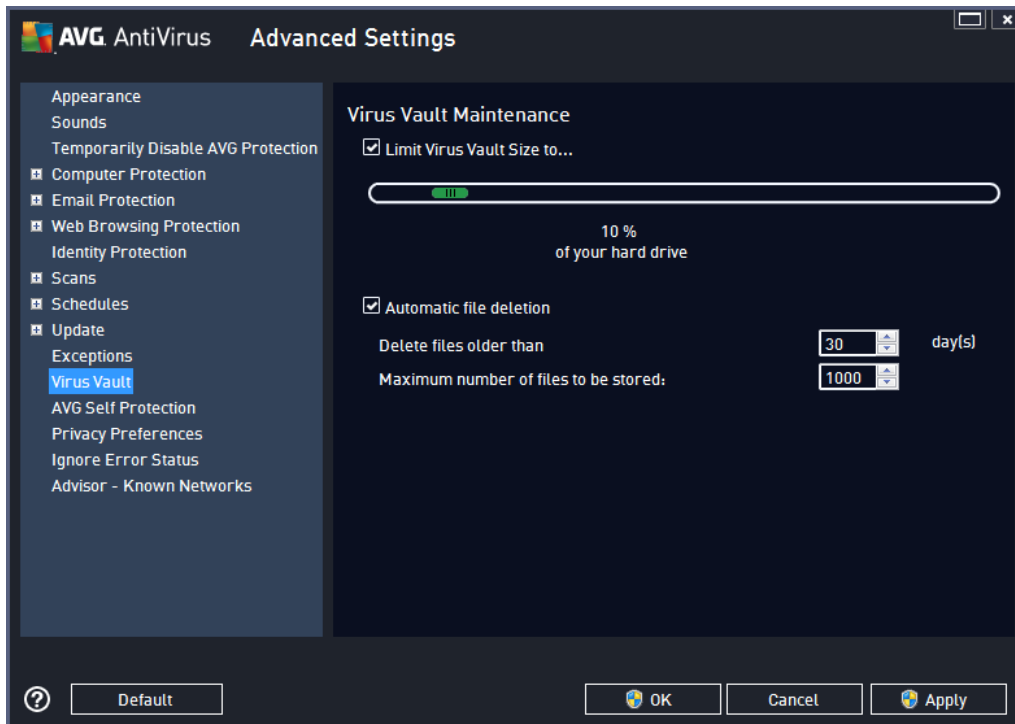 AVG. AntiVirus Advanced Settings
Appearance
Sounds
Temporarily Disable AVG Protection
Computer Protection
Email Protection
Web Browsing Protection
Identity Protection
Scans
Schedules
Update
Exceptions
Virus Vault
AVG Self Protection
Privacy Preferences
Ignore Error Status
Advisor - Known Networks
Virus Vault Maintenance
Limit Virus Vault Size to...
10 %
of your hard drive
Automatic file deletion
Delete files older than 30 day(s)
Maximum number of files to be stored: 1000
? Default OK Cancel Apply